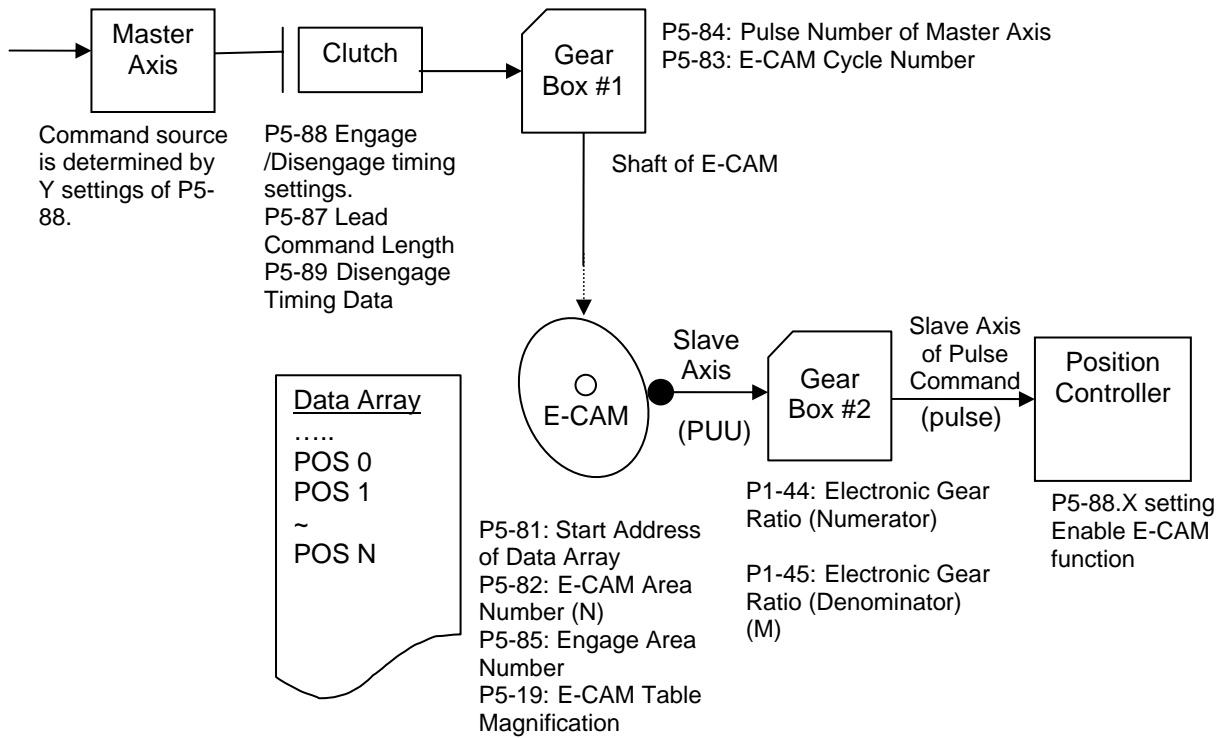 Master
Axis
Clutch
Gear
Box #1
P5-84: Pulse Number of Master Axis
P5-83: E-CAM Cycle Number
Command source
is determined by
Y settings of P5-
88.
P5-88 Engage
/Disengage timing
settings.
P5-87 Lead
Command Length
P5-89 Disengage
Timing Data
Shaft of E-CAM
Data Array
.....
POS 0
POS 1
~
POS N
E-CAM
Slave
Axis
(PUU)
Gear
Box #2
Slave Axis
of Pulse
Command
(pulse)
Position
Controller
P5-81: Start Address
of Data Array
P5-82: E-CAM Area
Number (N)
P5-85: Engage Area
Number
P5-19: E-CAM Table
Magnification
P1-44: Electronic Gear
Ratio (Numerator)
P1-45: Electronic Gear
Ratio (Denominator)
(M)
P5-88.X setting
Enable E-CAM
function